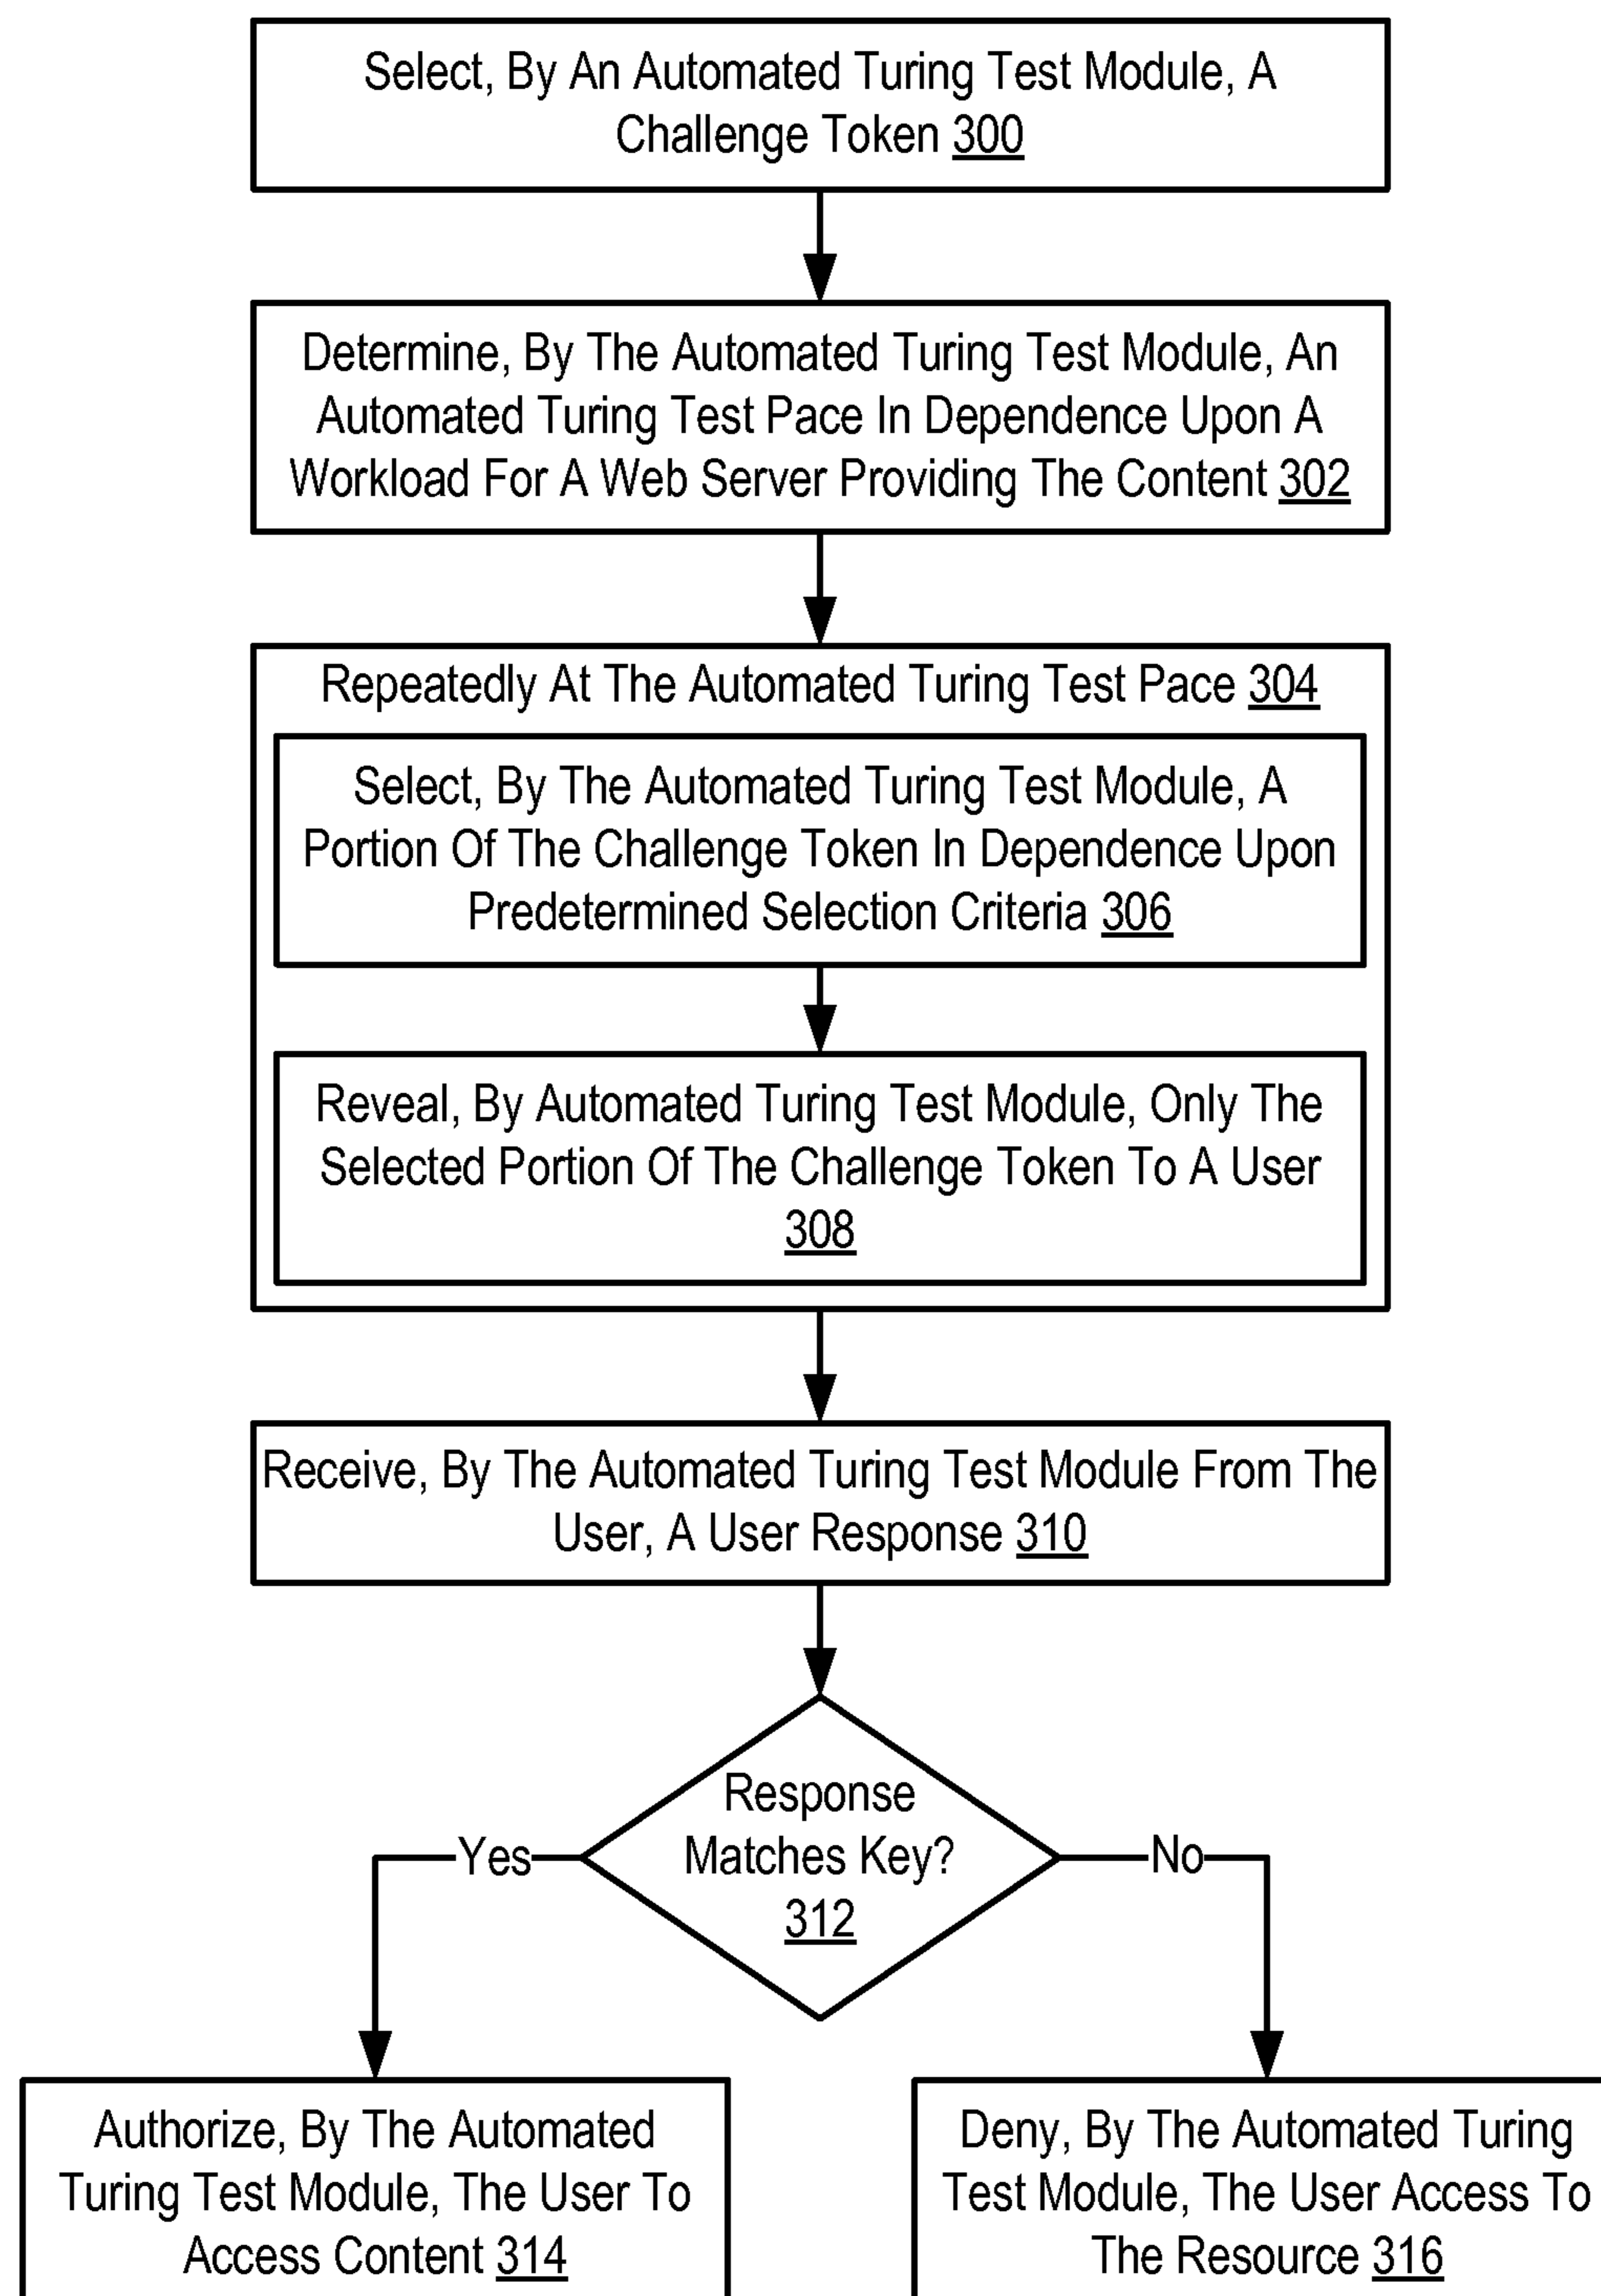 Select, By An Automated Turing Test Module, A
Challenge Token 300
Determine, By The Automated Turing Test Module, An
Automated Turing Test Pace In Dependence Upon A
Workload For A Web Server Providing The Content 302
Repeatedly At The Automated Turing Test Pace 304
Select, By The Automated Turing Test Module, A
Portion Of The Challenge Token In Dependence Upon
Predetermined Selection Criteria 306
Reveal, By Automated Turing Test Module, Only The
Selected Portion Of The Challenge Token To A User
308
Receive, By The Automated Turing Test Module From The
User, A User Response 310
Response
Matches Key?
312
Yes
No
Authorize, By The Automated
Turing Test Module, The User To
Access Content 314
Deny, By The Automated Turing
Test Module, The User Access To
The Resource 316